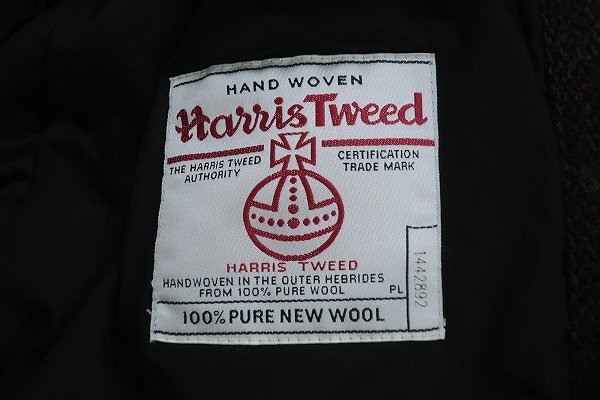 HAND WOVEN
Harris Tweed
THE HARRIS TWEED
AUTHORITY
CERTIFICATION
TRADE MARK
HARRIS TWEED
HANDWOVEN IN THE OUTER HEBRIDES
FROM 100% PURE WOOL
PL
1442892
100% PURE NEW WOOL